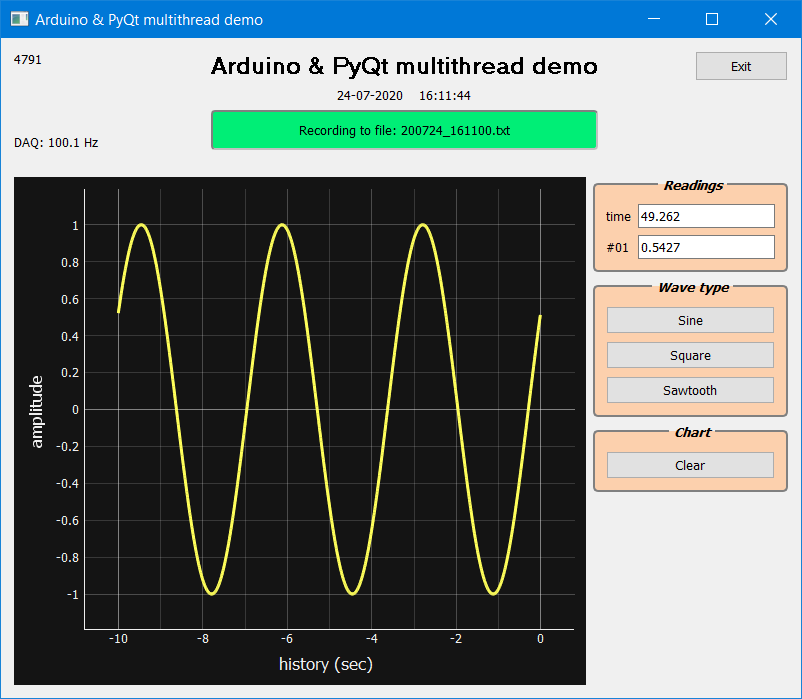 Arduino & PyQt multithread demo
4791
Arduino & PyQt multithread demo
Exit
24-07-2020 16:11:44
Recording to file: 200724_161100.txt
DAQ: 100.1 Hz
amplitude
1
0.8
0.6
0.4
0.2
0
-0.2
-0.4
-0.6
-0.8
-1
-10 -8 -6 -4 -2 0
history (sec)
Readings
time 49.262
#01 0.5427
Wave type
Sine
Square
Sawtooth
Chart
Clear